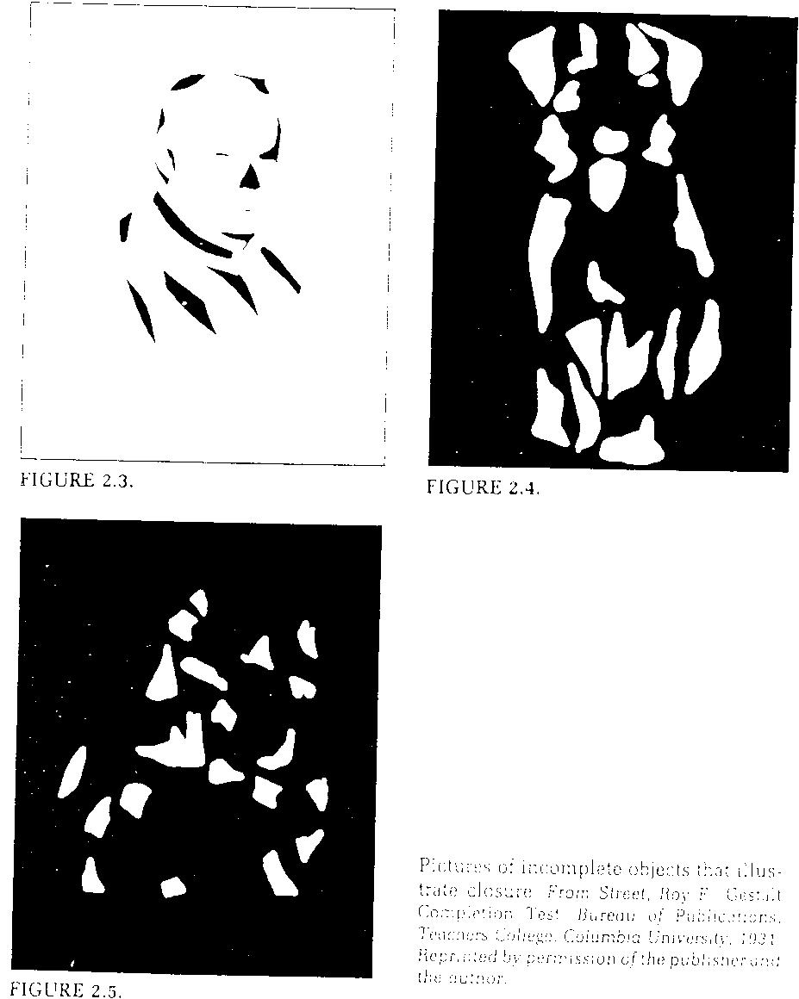 FIGURE 2.3.
FIGURE 2.4.
FIGURE 2.5.
Pictures of incomplete objects that illus-
trate closure. From Street, Roy F. Gestalt
Completion Test. Bureau of Publications,
Teachers College, Columbia University, 1931.
Reprinted by permission of the publisher and
the author.